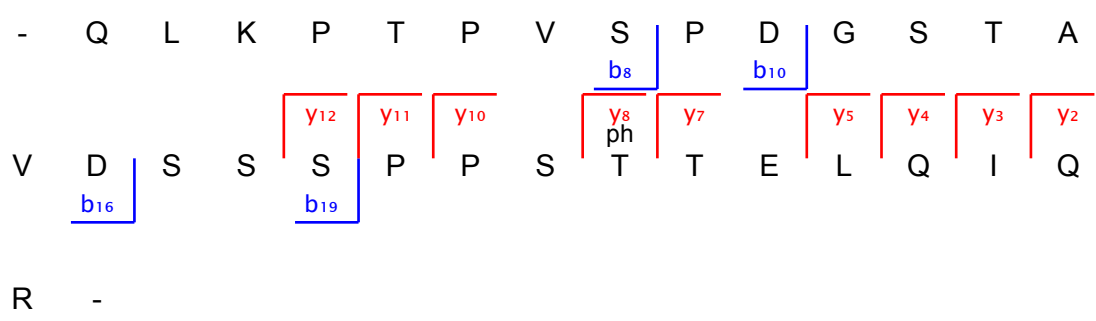 - Q L K P T P V S P D G S T A
b8 b10
y12 y11 y10 y8 y7 y5 y4 y3 y2
ph
V D S S S P P S T T E L Q I Q
b16 b19
R -